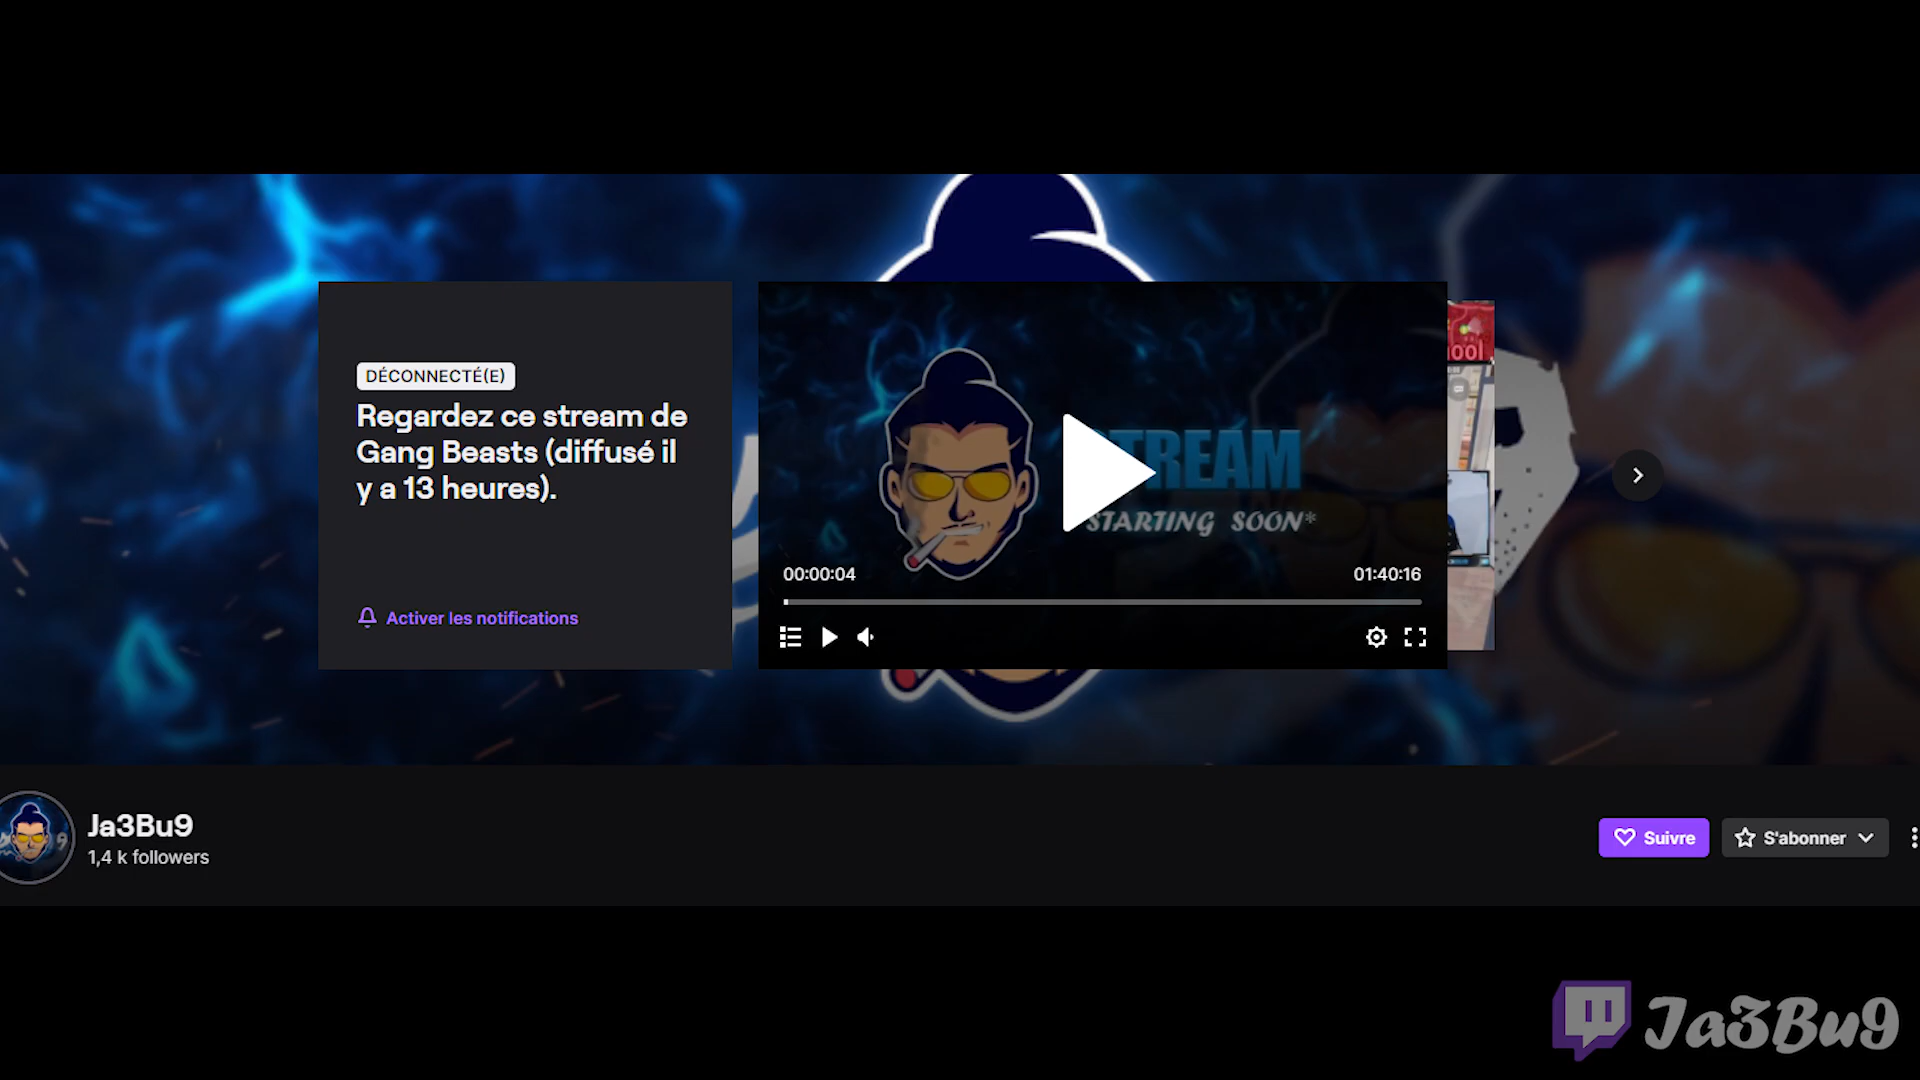 DÉCONNECTÉ(E)
Regardez ce stream de
Gang Beasts (diffusé il
y a 13 heures).
Activer les notifications
STREAM
STARTING SOON*
00:00:04
01:40:16
Ja3Bu9
1,4 k followers
Suivre
S'abonner
Ja3Bu9